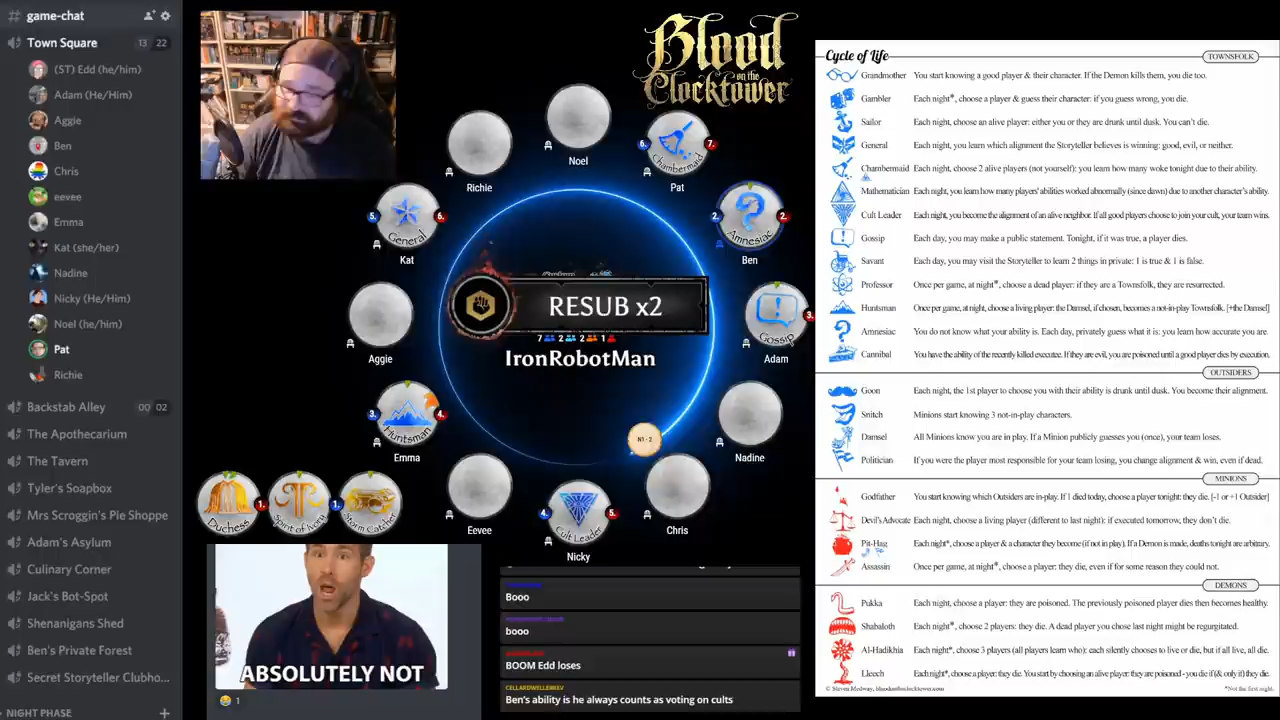 game-chat
Town Square
13 22
(ST) Edd (he/him)
Adam (He/Him)
Aggie
Ben
Chris
eevee
Emma
Kat (she/her)
Nadine
Nicky (He/Him)
Noel (he/him)
Pat
Richie
Backstab Alley
00 02
The Apothecarium
The Tavern
Tyler's Soapbox
Mrs Scroggin's Shoppe
Adam's Asylum
Culinary Corner
Jack's Bot-Spot
Shenanigans Shed
Ben's Private Forest
Secret Storyteller Clubho...
NIGHT PHASE
Blood
on the
Clocktower
Noel
Richie
6.
Chambermaid
7.
Pat
5.
General
6.
Kat
2.
Amnesiac
2.
Ben
Aggie
Gossip
3.
Adam
RESUB x2
7 2 2 1
IronRobotMan
3.
Huntsman
4.
Emma
Nadine
N1 - 2
Duchess
1.
Spirit of Ivory
1.
Storm Catcher
Eevee
4.
Cult Leader
5.
Nicky
Chris
ABSOLUTELY NOT
1
Booo
booo
BOOM Edd loses
CELLARDWELLERREV
Ben's ability is he always counts as voting on cults
Cycle of Life
TOWNSFOLK
Grandmother You start knowing a good player & their character. If the Demon kills them, you die too.
Gambler Each night*, choose a player & guess their character: if you guess wrong, you die.
Sailor Each night, choose an alive player: either you or they are drunk until dusk. You can't die.
General Each night, you learn which alignment the Storyteller believes is winning: good, evil, or neither.
Chambermaid Each night, choose 2 alive players (not yourself): you learn how many woke tonight due to their ability.
Mathematician Each night, you learn how many players' abilities worked abnormally (since dawn) due to another character's ability.
Cult Leader Each night, you become the alignment of an alive neighbor. If all good players choose to join your cult, your team wins.
Gossip Each day, you may make a public statement. Tonight, if it was true, a player dies.
Savant Each day, you may visit the Storyteller to learn 2 things in private: 1 is true & 1 is false.
Professor Once per game, at night*, choose a dead player: if they are a Townsfolk, they are resurrected.
Huntsman Once per game, at night, choose a living player: the Damsel, if chosen, becomes a not-in-play Townsfolk. [+the Damsel]
Amnesiac You do not know what your ability is. Each day, privately guess what it is: you learn how accurate you are.
Cannibal You have the ability of the recently killed executee. If they are evil, you are poisoned until a good player dies by execution.
OUTSIDERS
Goon Each night, the 1st player to choose you with their ability is drunk until dusk. You become their alignment.
Snitch Minions start knowing 3 not-in-play characters.
Damsel All Minions know you are in play. If a Minion publicly guesses you (once), your team loses.
Politician If you were the player most responsible for your team losing, you change alignment & win, even if dead.
MINIONS
Godfather You start knowing which Outsiders are in-play. If 1 died today, choose a player tonight: they die. [-1 or +1 Outsider]
Devil's Advocate Each night, choose a living player (different to last night): if executed tomorrow, they don't die.
Pit-Hag Each night*, choose a player & a character they become (if not in play). If a Demon is made, deaths tonight are arbitrary.
Assassin Once per game, at night*, choose a player: they die, even if for some reason they could not.
DEMONS
Pukka Each night, choose a player: they are poisoned. The previously poisoned player dies then becomes healthy.
Shabaloth Each night*, choose 2 players: they die. A dead player you chose last night might be regurgitated.
Al-Hadikhia Each night*, choose 3 players (all players learn who): each silently chooses to live or die, but if all live, all die.
Lleech Each night*, choose a player: they die. You start by choosing an alive player: they are poisoned - you die if (& only if) they die.
© Steven Medway, bloodontheclocktower.com
*Not the first night.